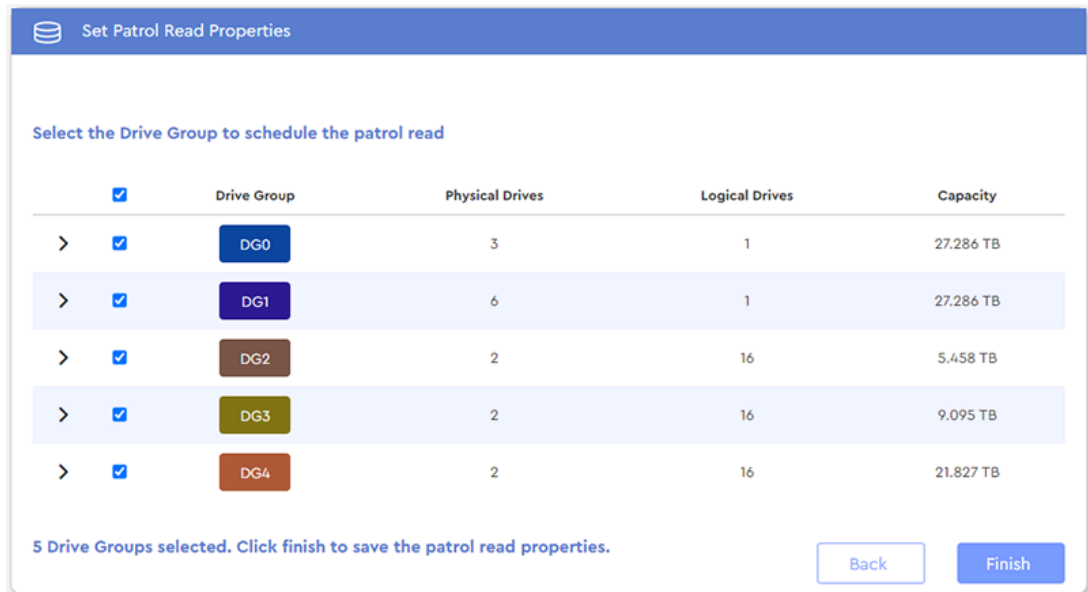 Set Patrol Read Properties
Select the Drive Group to schedule the patrol read
Drive Group Physical Drives Logical Drives Capacity
DG0 3 1 27.286 TB
DG1 6 1 27.286 TB
DG2 2 16 5.458 TB
DG3 2 16 9.095 TB
DG4 2 16 21.827 TB
5 Drive Groups selected. Click finish to save the patrol read properties.
Back Finish